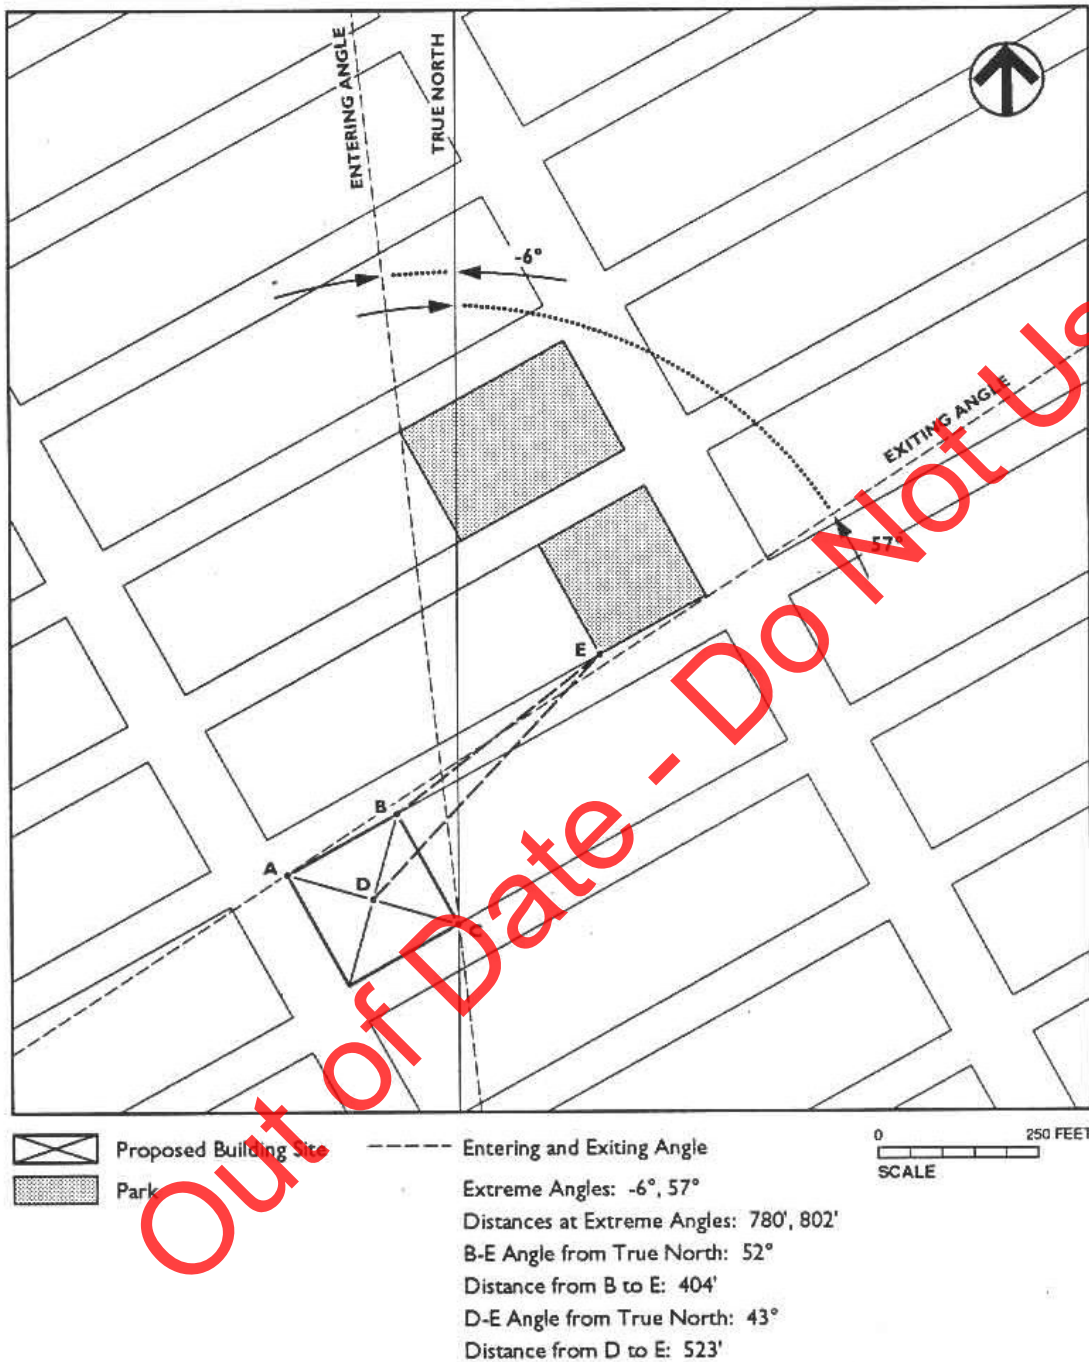 ENTERING ANGLE
TRUE NORTH
-6°
EXITING ANGLE
57°
E
B
A
D
C
Out of Date - Do Not Us
Proposed Building Site
Park
Entering and Exiting Angle
Extreme Angles: -6°, 57°
Distances at Extreme Angles: 780', 802'
B-E Angle from True North: 52°
Distance from B to E: 404'
D-E Angle from True North: 43°
Distance from D to E: 523'
0 250 FEET
SCALE